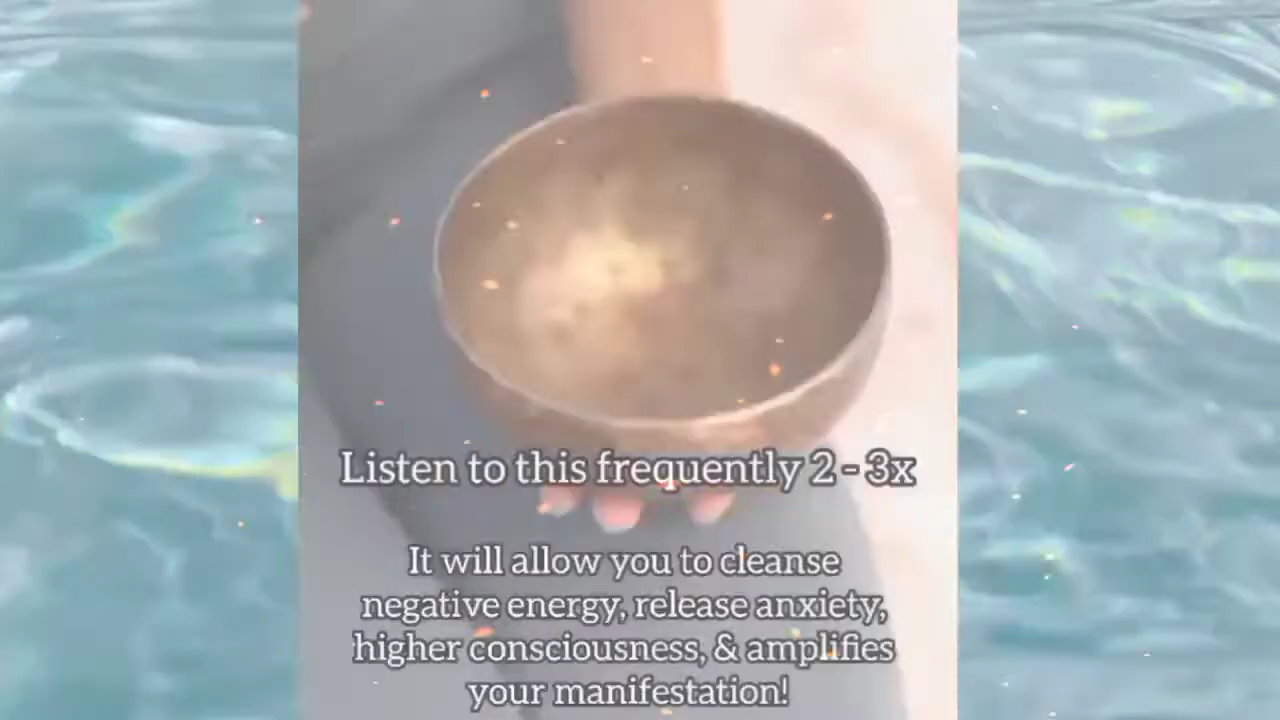 Listen to this frequently 2 - 3x
It will allow you to cleanse
negative energy, release anxiety,
higher consciousness, & amplifies
your manifestation!